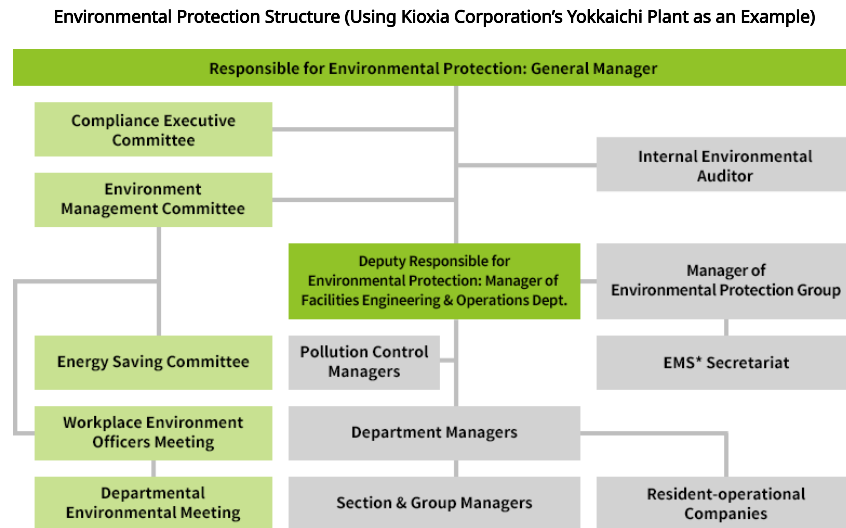 Environmental Protection Structure (Using Kioxia Corporation's Yokkaichi Plant as an Example)
Responsible for Environmental Protection: General Manager
Compliance Executive
Committee
Internal Environmental
Auditor
Environment
Management Committee
Deputy Responsible for
Environmental Protection: Manager of
Facilities Engineering & Operations Dept.
Manager of
Environmental Protection Group
Energy Saving Committee
Pollution Control
Managers
EMS* Secretariat
Workplace Environment
Officers Meeting
Department Managers
Departmental
Environmental Meeting
Section & Group Managers
Resident-operational
Companies